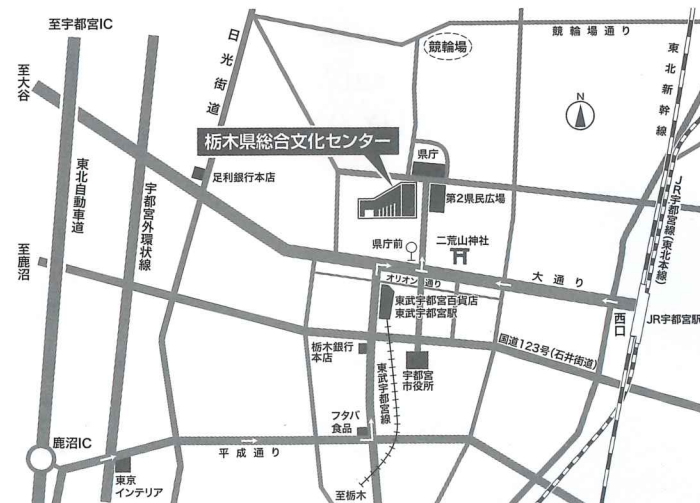 至宇都宮IC
日光街道
競輪場
競輪場通り
東北新幹線
至大谷
N
栃木県総合文化センター
県庁
足利銀行本店
第2県民広場
JR宇都宮線(東北本線)
東北自動車道
宇都宮外環状線
県庁前
二荒山神社
至鹿沼
大通り
オリオン通り
東武宇都宮百貨店
東武宇都宮駅
西口
JR宇都宮駅
栃木銀行
本店
国道123号(石井街道)
宇都宮
市役所
東武宇都宮線
フタバ
食品
鹿沼IC
平成通り
東京
インテリア
至栃木